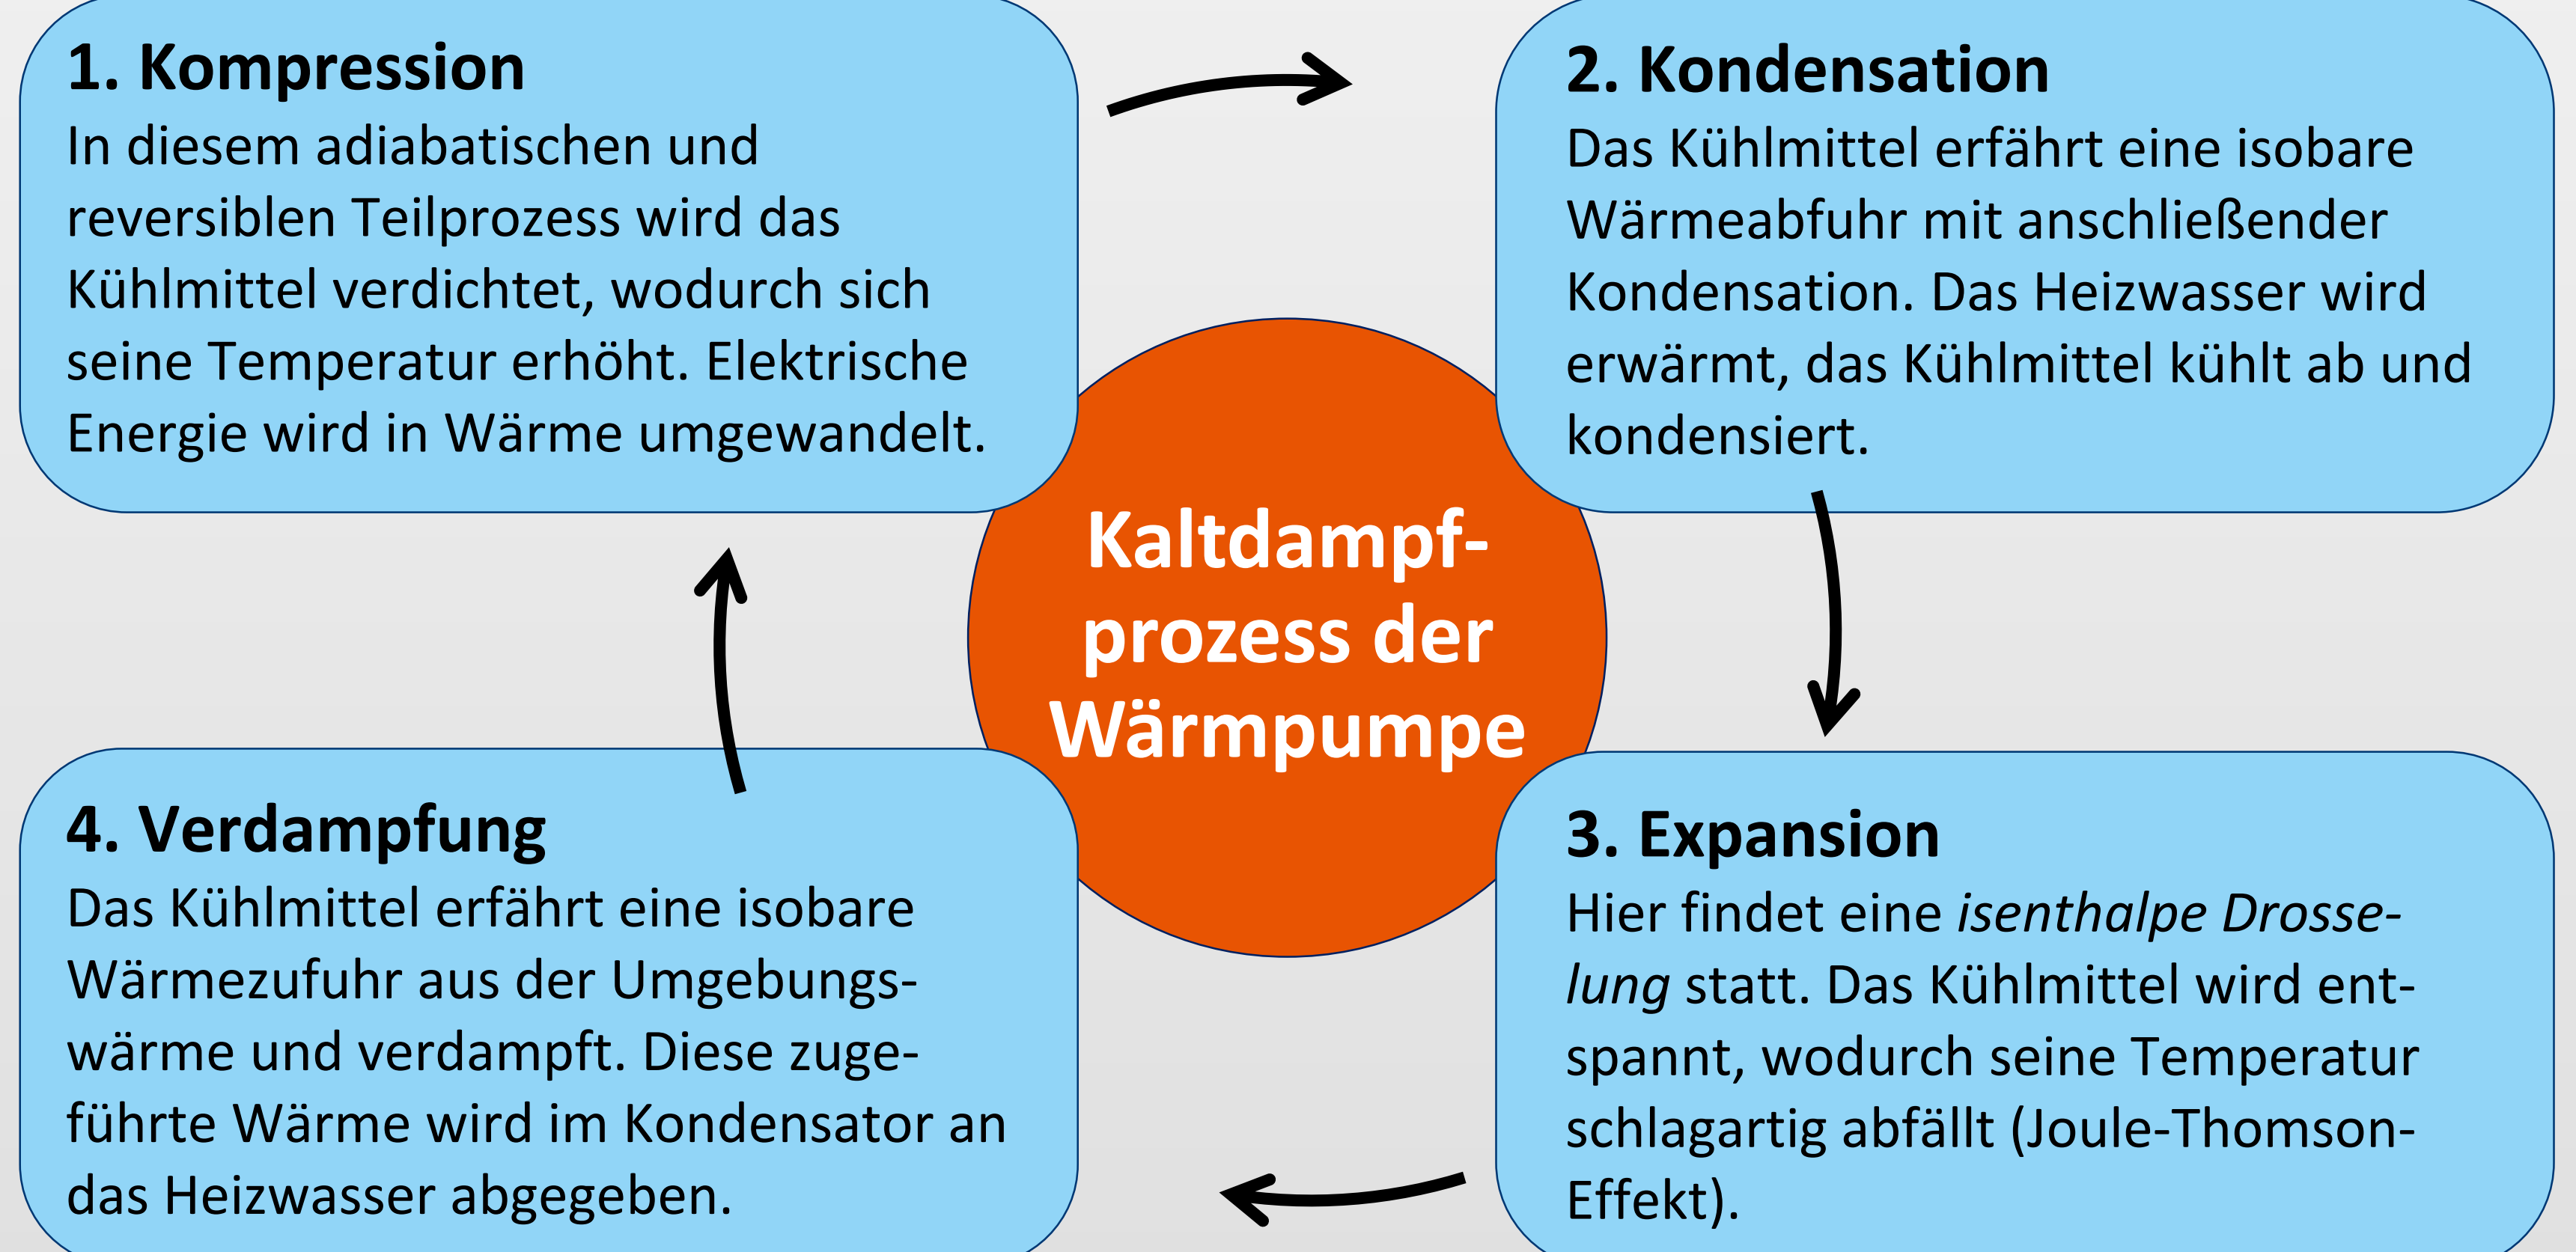 1. Kompression
In diesem adiabatischen und
reversiblen Teilprozess wird das
Kühlmittel verdichtet, wodurch sich
seine Temperatur erhöht. Elektrische
Energie wird in Wärme umgewandelt.
2. Kondensation
Das Kühlmittel erfährt eine isobare
Wärmeabfuhr mit anschließender
Kondensation. Das Heizwasser wird
erwärmt, das Kühlmittel kühlt ab und
kondensiert.
Kaltdampf-
prozess der
Wärmpumpe
3. Expansion
Hier findet eine isenthalpe Drosse-
lung statt. Das Kühlmittel wird ent-
spannt, wodurch seine Temperatur
schlagartig abfällt (Joule-Thomson-
Effekt).
4. Verdampfung
Das Kühlmittel erfährt eine isobare
Wärmezufuhr aus der Umgebungs-
wärme und verdampft. Diese zuge-
führte Wärme wird im Kondensator an
das Heizwasser abgegeben.